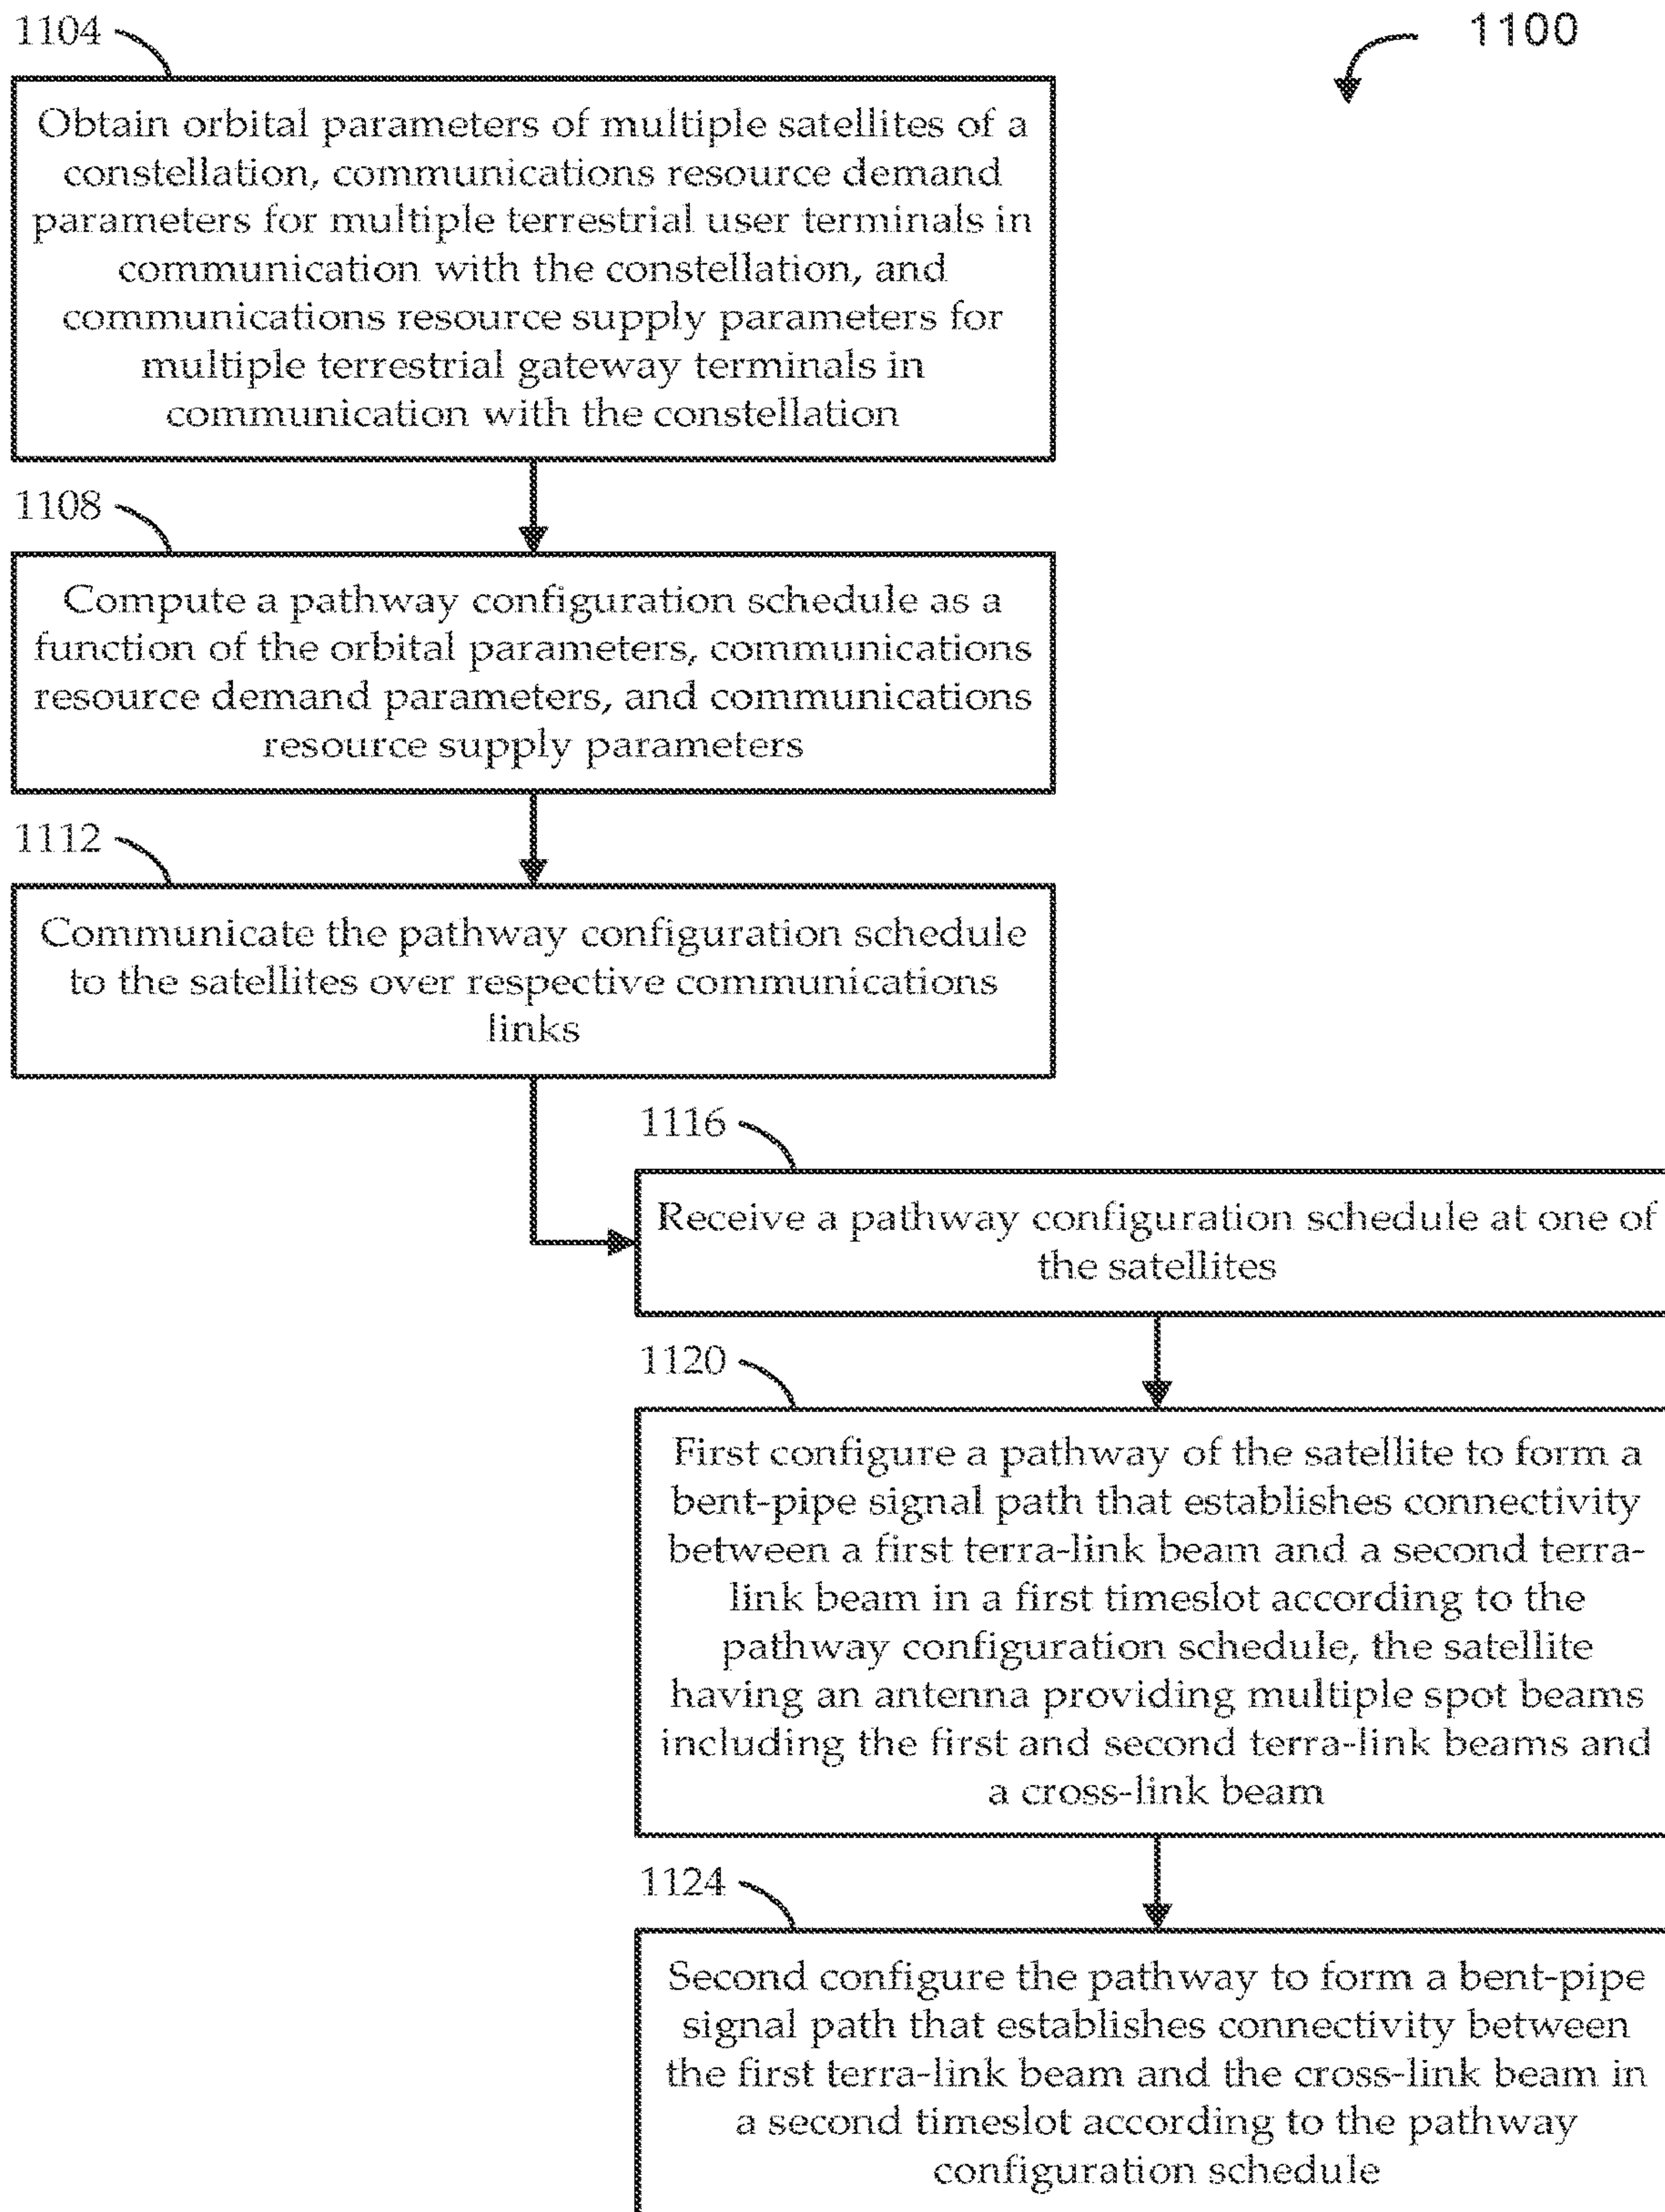 1104
1100
Obtain orbital parameters of multiple satellites of a
constellation, communications resource demand
parameters for multiple terrestrial user terminals in
communication with the constellation, and
communications resource supply parameters for
multiple terrestrial gateway terminals in
communication with the constellation
1108
Compute a pathway configuration schedule as a
function of the orbital parameters, communications
resource demand parameters, and communications
resource supply parameters
1112
Communicate the pathway configuration schedule
to the satellites over respective communications
links
1116
Receive a pathway configuration schedule at one of
the satellites
1120
First configure a pathway of the satellite to form a
bent-pipe signal path that establishes connectivity
between a first terra-link beam and a second terra-
link beam in a first timeslot according to the
pathway configuration schedule, the satellite
having an antenna providing multiple spot beams
including the first and second terra-link beams and
a cross-link beam
1124
Second configure the pathway to form a bent-pipe
signal path that establishes connectivity between
the first terra-link beam and the cross-link beam in
a second timeslot according to the pathway
configuration schedule